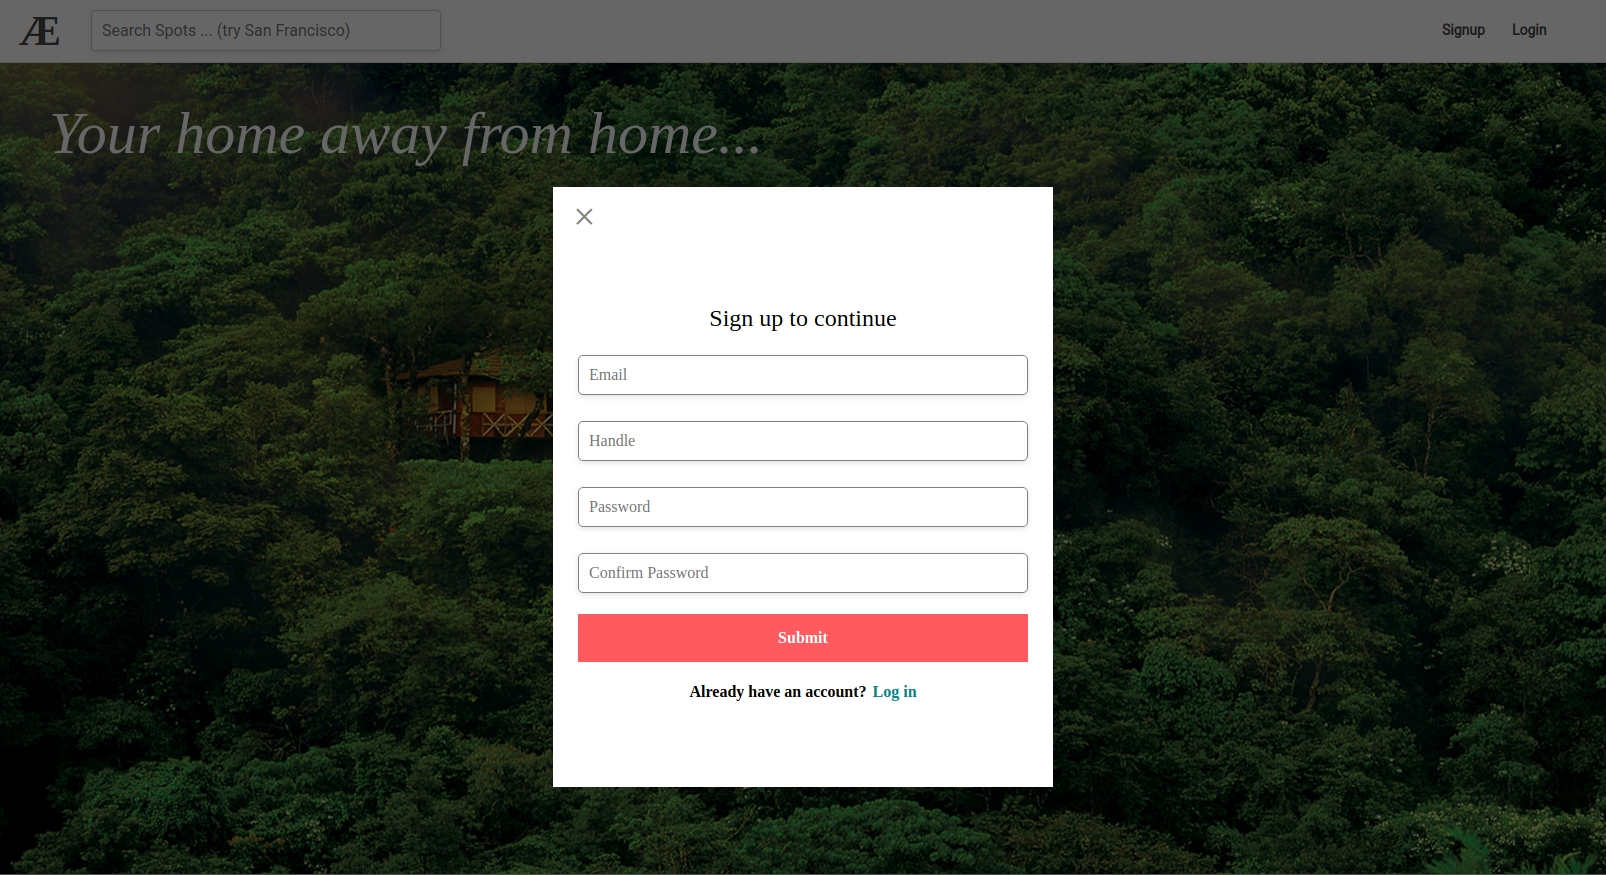 Æ
Search Spots ... (try San Francisco)
Signup
Login
Your home away from home...
Sign up to continue
Email
Handle
Password
Confirm Password
Submit
Already have an account? Log in